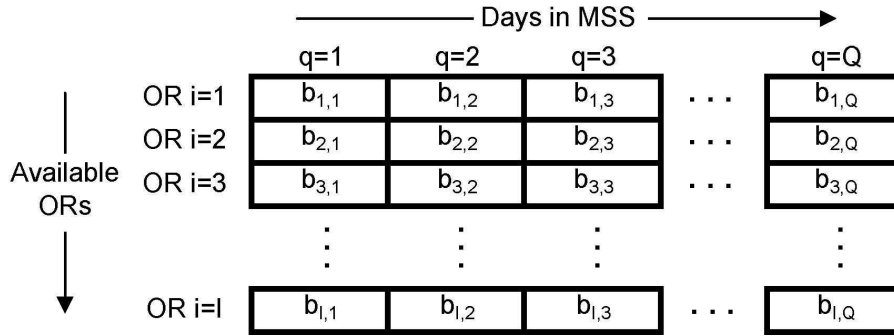 Days in MSS
q=1 q=2 q=3 q=Q
OR i=1 b1,1 b1,2 b1,3 . . . b1,Q
OR i=2 b2,1 b2,2 b2,3 . . . b2,Q
Available ORs
OR i=3 b3,1 b3,2 b3,3 . . . b3,Q
OR i=I bI,1 bI,2 bI,3 . . . bI,Q